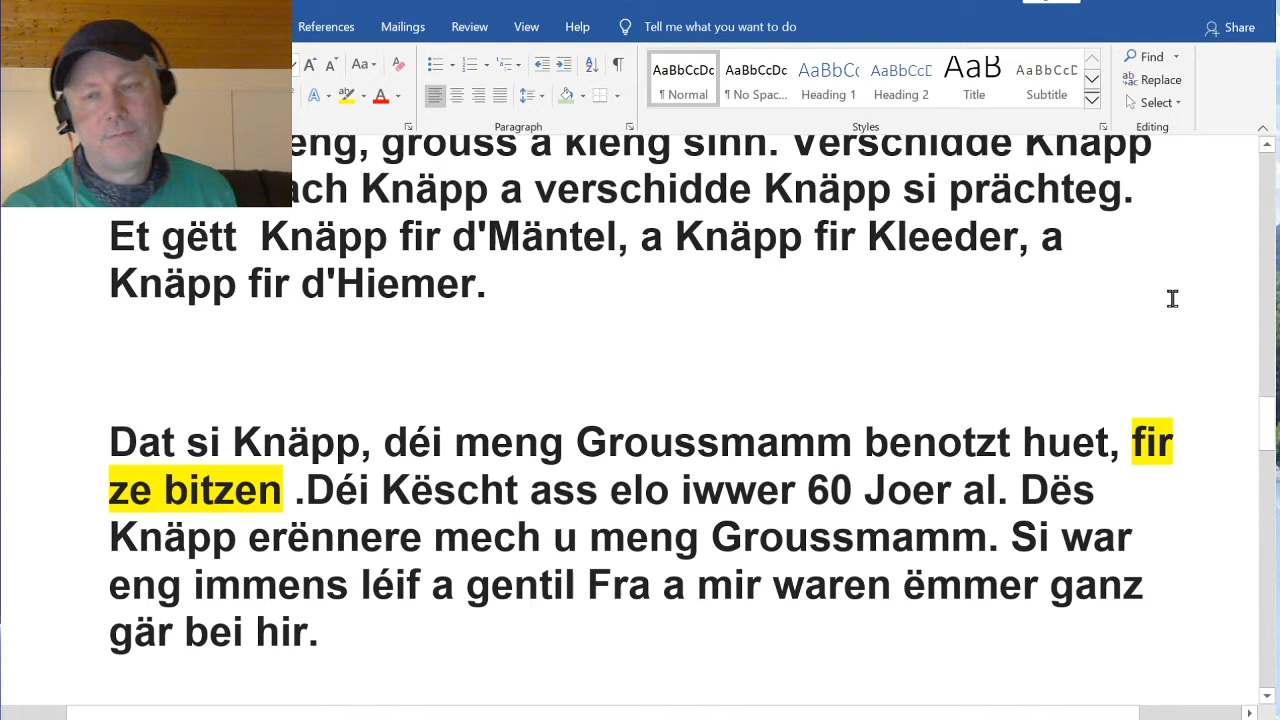 References Mailings Review View Help Tell me what you want to do Share
Aa AaBbCcDc AaBbCcDc AaBbCc AaBbCcDc AaB AaBbCcD Find
¶ Normal ¶ No Spac... Heading 1 Heading 2 Title Subtitle Replace
Select
Paragraph Styles Editing
eng, grouss a kleng sinn. Verschidde Knäpp
ach Knäpp a verschidde Knäpp si prächteg.
Et gëtt Knäpp fir d'Mäntel, a Knäpp fir Kleeder, a
Knäpp fir d'Hiemer.
Dat si Knäpp, déi meng Groussmamm benotzt huet, fir
ze bitzen .Déi Këscht ass elo iwwer 60 Joer al. Dës
Knäpp erënnere mech u meng Groussmamm. Si war
eng immens léif a gentil Fra a mir waren ëmmer ganz
gär bei hir.